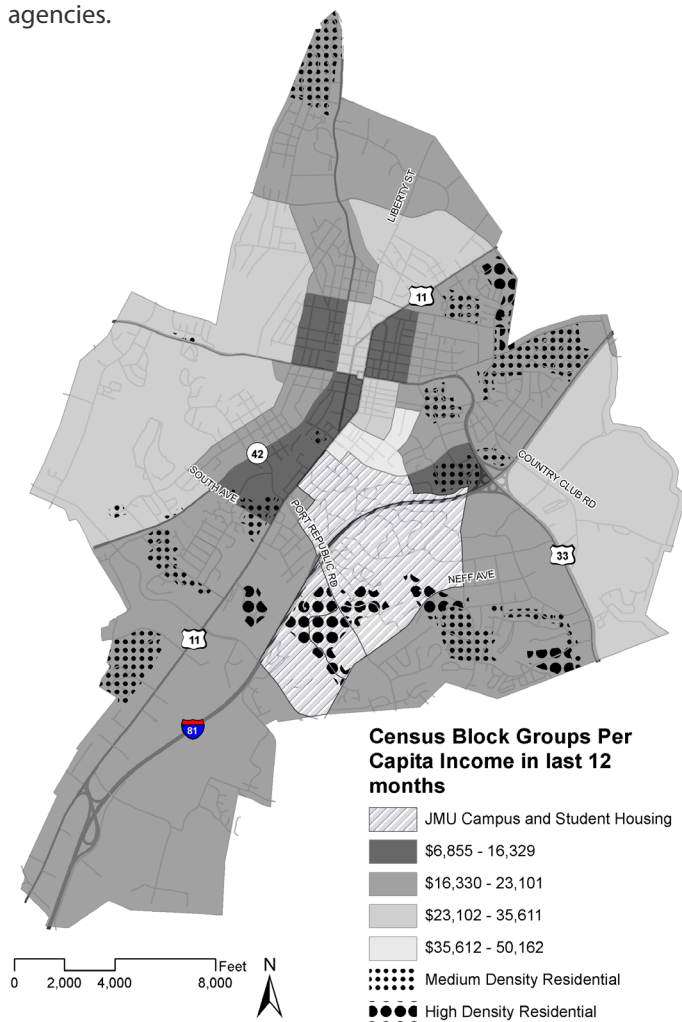 agencies.
LIBERTY ST
11
42
SOUTH AVE
PORT REPUBLIC RD
COUNTRY CLUB RD
33
NEFF AVE
11
81
Census Block Groups Per
Capita Income in last 12
months
JMU Campus and Student Housing
$6,855 - 16,329
$16,330 - 23,101
$23,102 - 35,611
$35,612 - 50,162
Medium Density Residential
High Density Residential
Feet
N
0 2,000 4,000 8,000